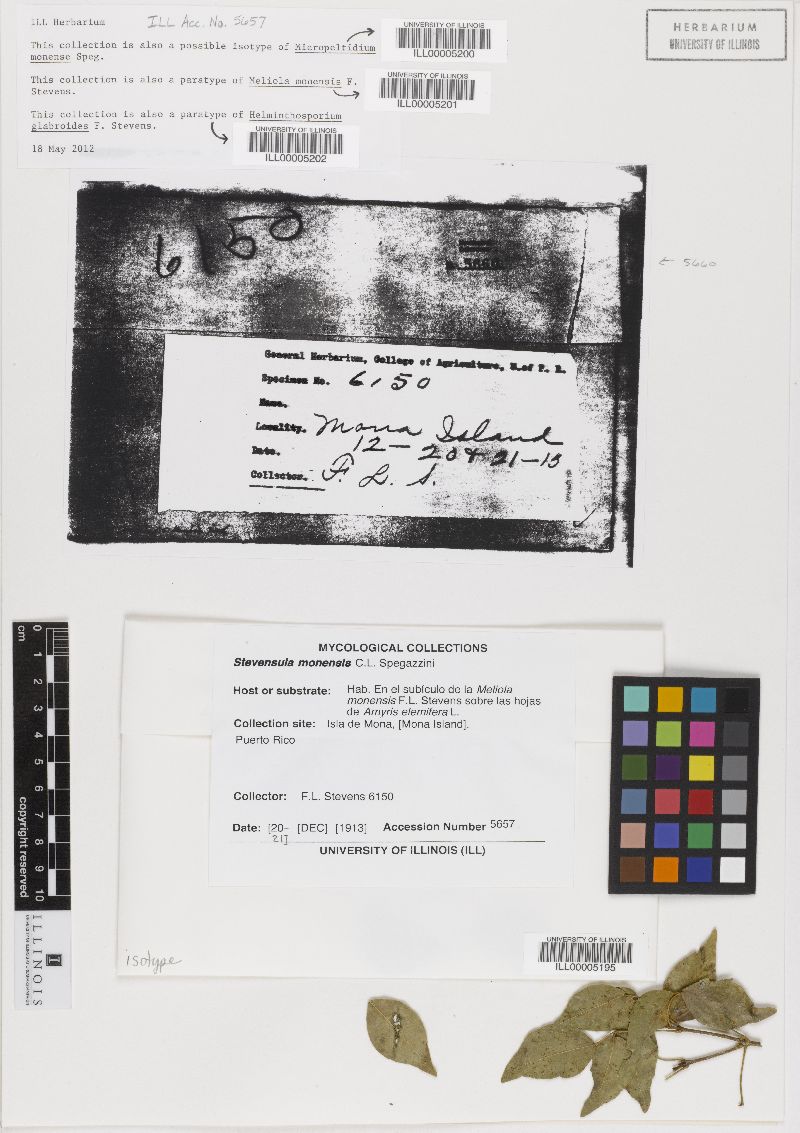 ILL Herbarium ILL Acc. No. 5657
This collection is also a possible isotype of Micropeltidium
monense Speg.
UNIVERSITY OF ILLINOIS
ILL00005200
This collection is also a paratype of Meliola monensis F.
Stevens.
UNIVERSITY OF ILLINOIS
ILL00005201
This collection is also a paratype of Helminthosporium
glabroides F. Stevens.
UNIVERSITY OF ILLINOIS
ILL00005202
18 May 2012
HERBARIUM
UNIVERSITY OF ILLINOIS
6150
← 5660
General Herbarium, College of Agriculture, U. of P. R.
Specimen No. 6150
Name.
Locality. Mona Island
Date. 12-20+21-13
Collector. F. L. S.
MYCOLOGICAL COLLECTIONS
Stevensula monensis C.L. Spegazzini
Host or substrate: Hab. En el subículo de la Meliola
monensis F.L. Stevens sobre las hojas
de Amyris elemifera L.
Collection site: Isla de Mona, [Mona Island].
Puerto Rico
Collector: F.L. Stevens 6150
Date: [20- [DEC] [1913] Accession Number 5657
21]
UNIVERSITY OF ILLINOIS (ILL)
isotype
UNIVERSITY OF ILLINOIS
ILL00005195
cm
0 1 2 3 4 5 6 7 8 9 10
copyright reserved
ILLINOIS